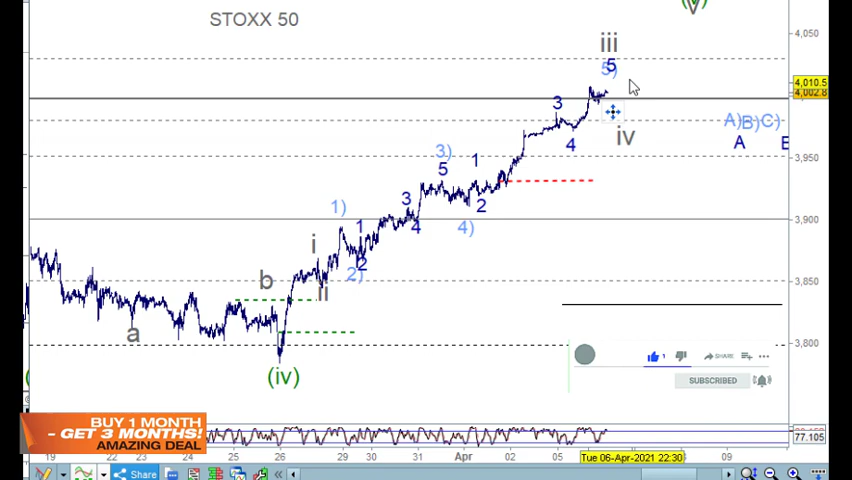 STOXX 50
(v)
v
4,050
iii
5
5)
4,010.5
4,002.8
3
A)
B)
C)
iv
A
B
4
3)
5
1
3,950
1)
3
1
4
4)
2
3,900
i
2
2)
b
ii
3,850
a
3,800
(iv)
1
SHARE
SUBSCRIBED
BUY 1 MONTH
- GET 3 MONTHS!
AMAZING DEAL
77.105
19
22
23
24
25
26
29
30
31
Apr
02
05
Tue 06-Apr-2021 22:30
09
Share